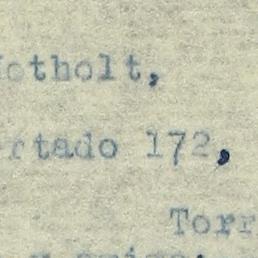 otholt,
rtado 172,
Torr